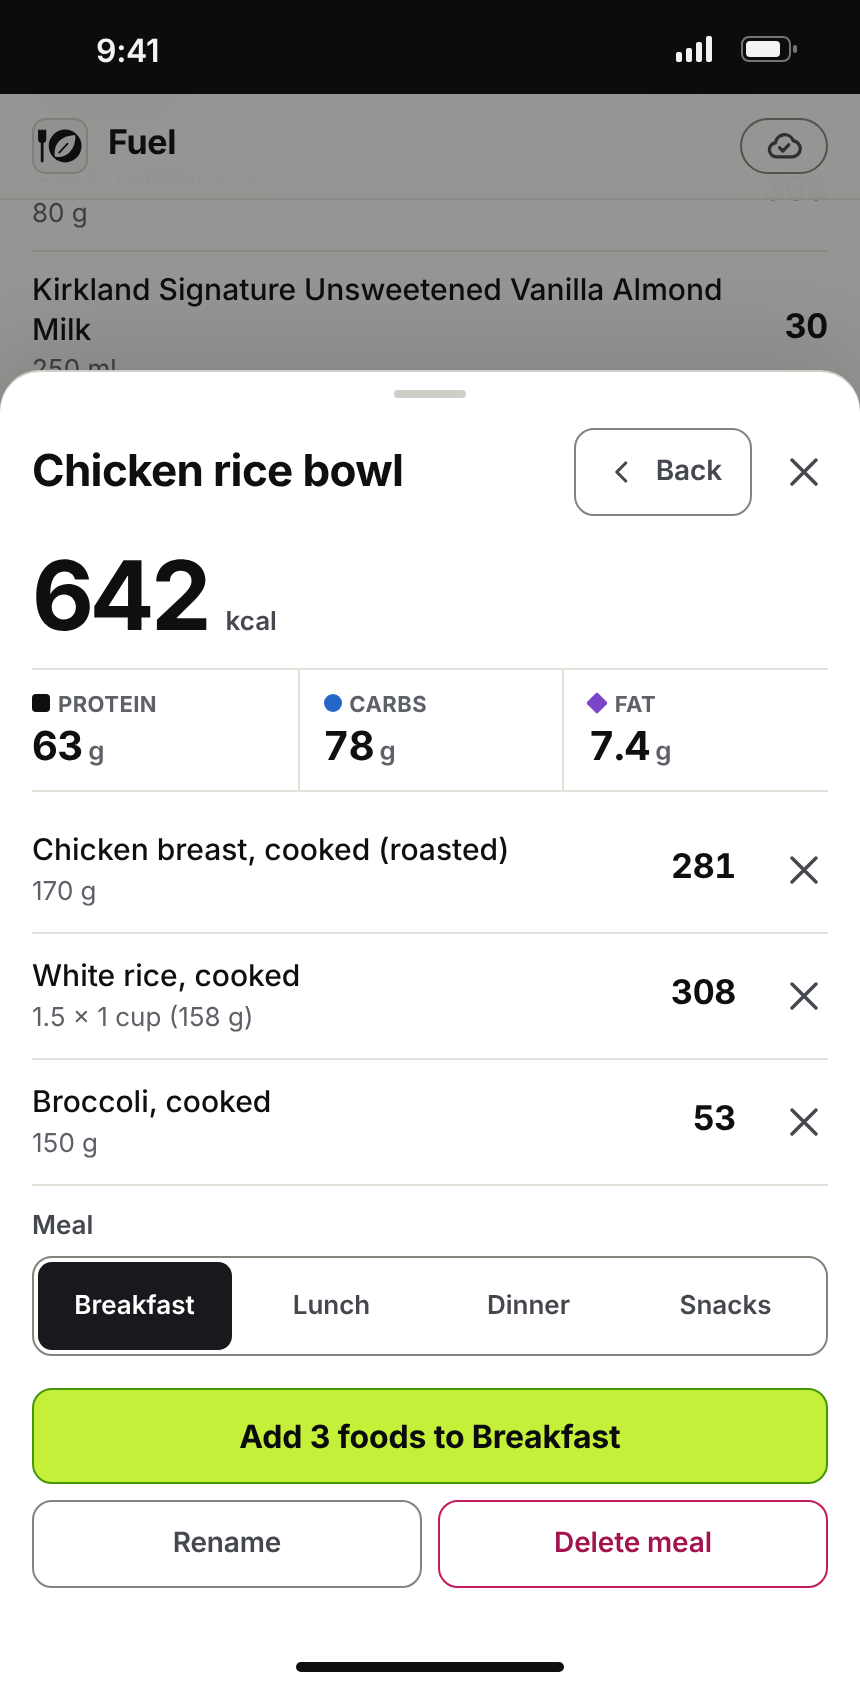 9:41
Fuel
80 g
Kirkland Signature Unsweetened Vanilla Almond
Milk
30
250 ml
Chicken rice bowl
Back
642 kcal
PROTEIN
63 g
CARBS
78 g
FAT
7.4 g
Chicken breast, cooked (roasted)
170 g
281
White rice, cooked
1.5 × 1 cup (158 g)
308
Broccoli, cooked
150 g
53
Meal
Breakfast
Lunch
Dinner
Snacks
Add 3 foods to Breakfast
Rename
Delete meal